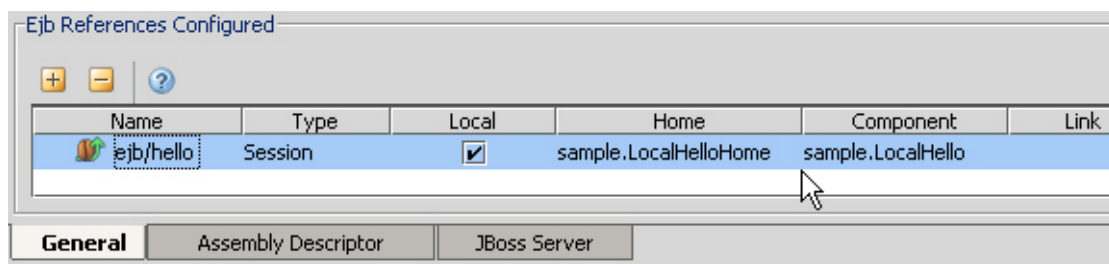 Ejb References Configured
Name Type Local Home Component Link
ejb/hello Session sample.LocalHelloHome sample.LocalHello
General Assembly Descriptor JBoss Server